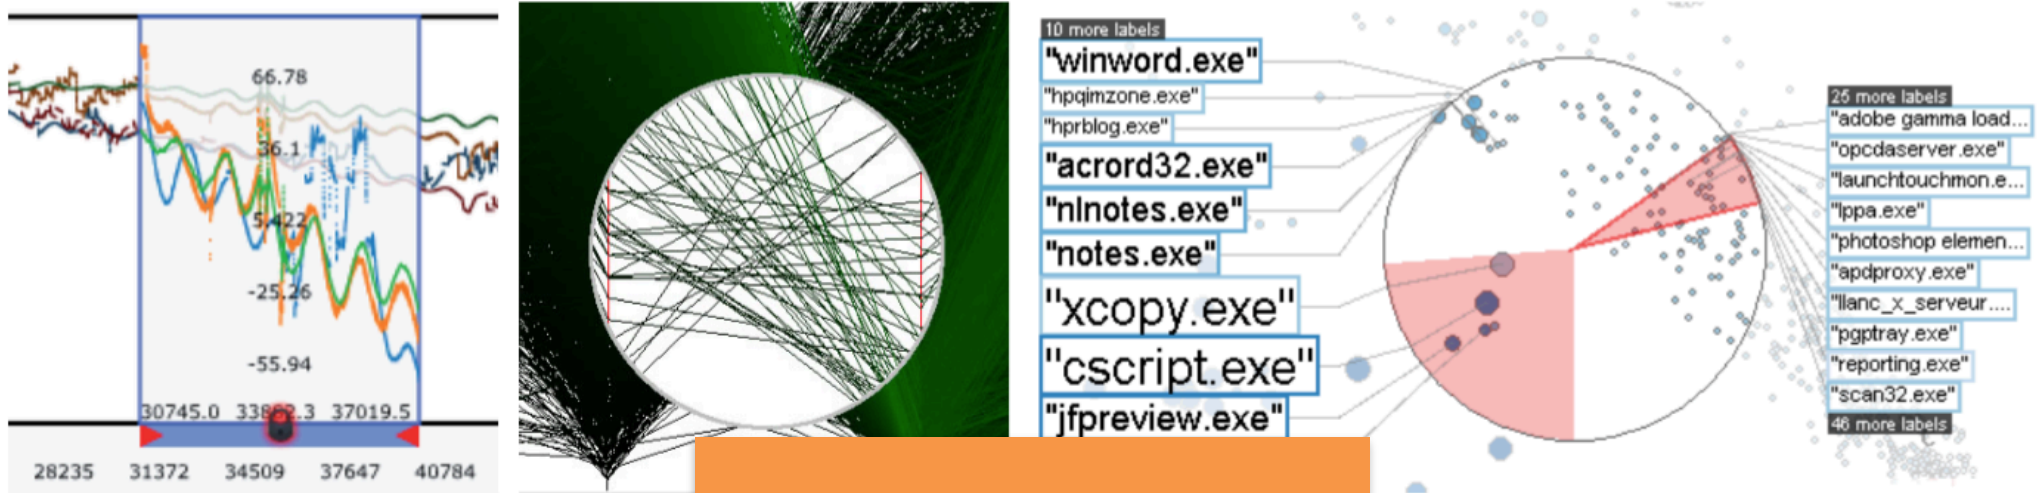 66.78
36.1
5.422
-25.26
-55.94
30745.0 33882.3 37019.5
28235 31372 34509 37647 40784
10 more labels
"winword.exe"
"hpqimzone.exe"
"hprblog.exe"
"acrord32.exe"
"nlnotes.exe"
"notes.exe"
"xcopy.exe"
"cscript.exe"
"jfpreview.exe"
25 more labels
"adobe gamma load...
"opcdaserver.exe"
"launchtouchmon.e...
"lppa.exe"
"photoshop elemen...
"apdproxy.exe"
"llanc_x_serveur....
"pgptray.exe"
"reporting.exe"
"scan32.exe"
46 more labels